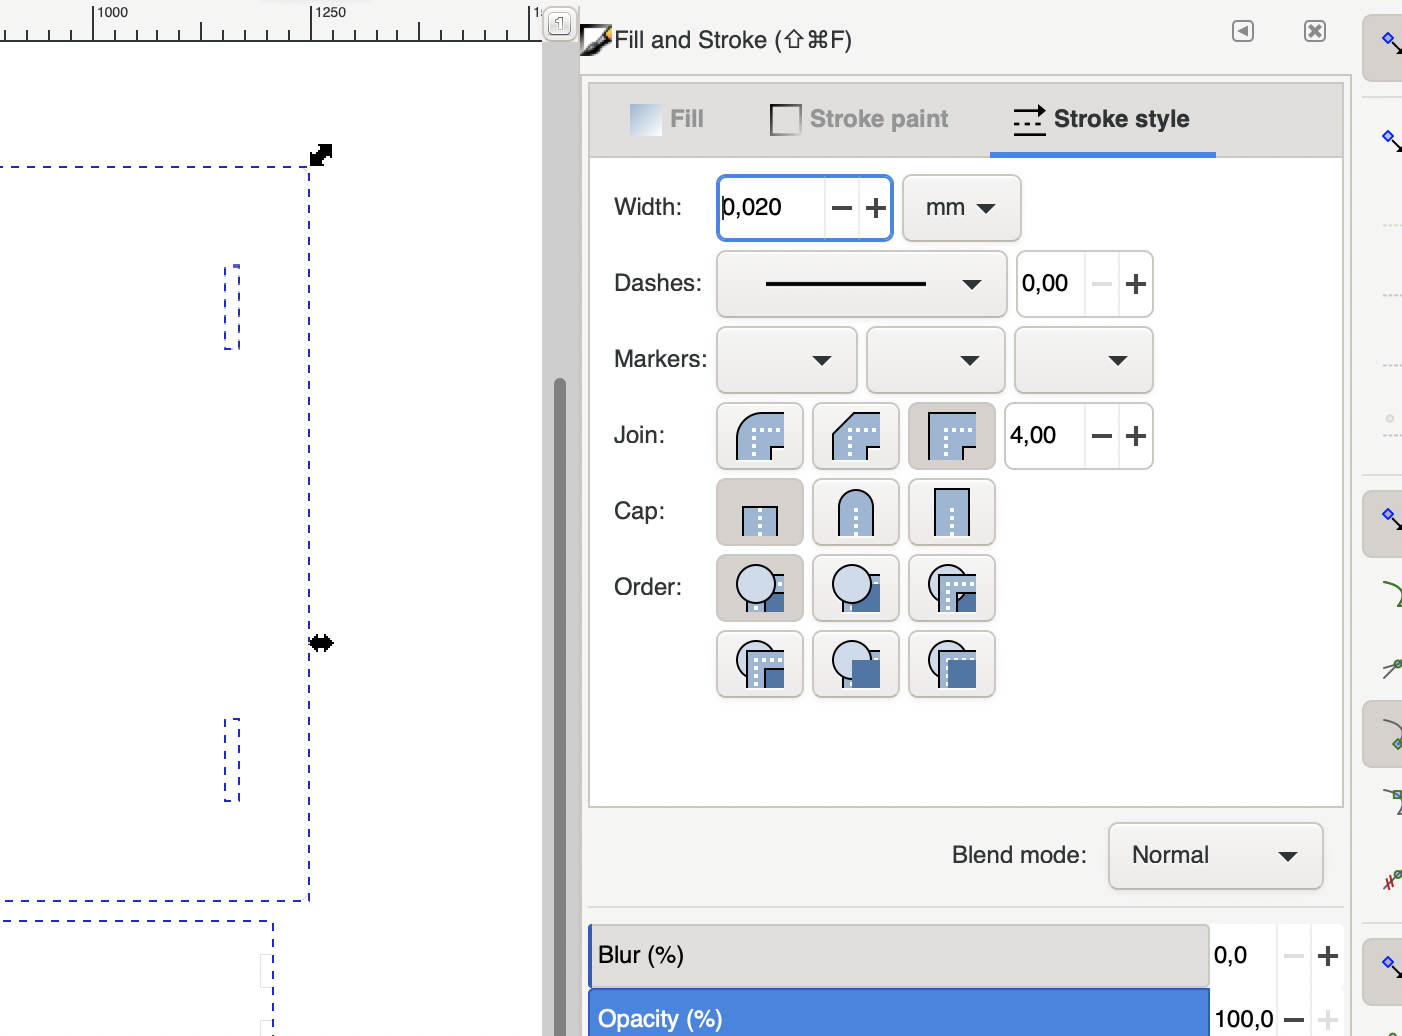 1000
1250
1
Fill and Stroke (⇧⌘F)
Fill
Stroke paint
Stroke style
Width: 0,020 mm
Dashes: 0,00
Markers:
Join: 4,00
Cap:
Order:
Blend mode: Normal
Blur (%) 0,0
Opacity (%) 100,0